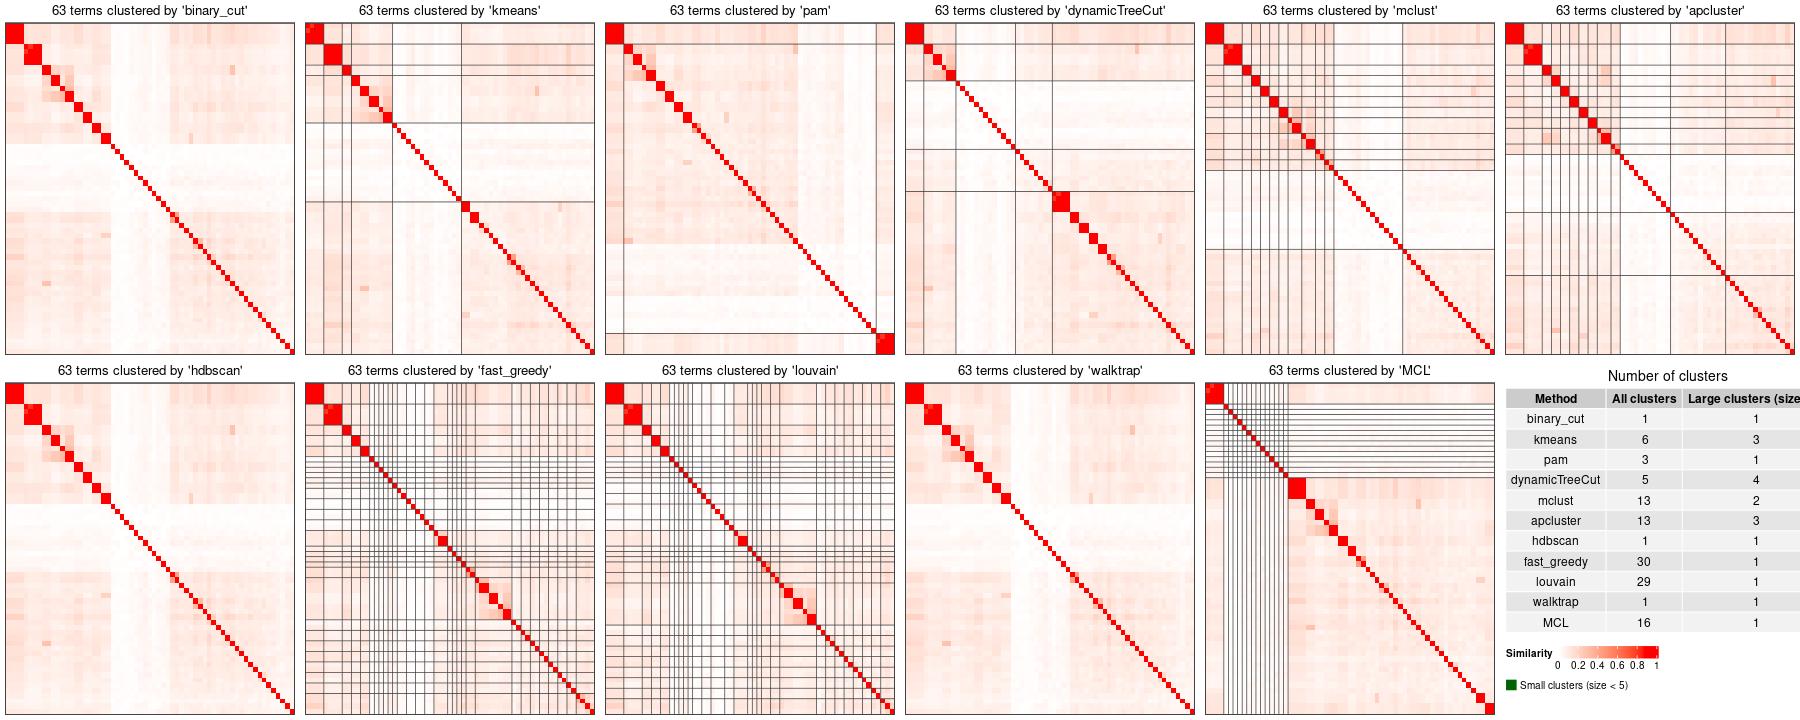 63 terms clustered by 'binary_cut'
63 terms clustered by 'kmeans'
63 terms clustered by 'pam'
63 terms clustered by 'dynamicTreeCut'
63 terms clustered by 'mclust'
63 terms clustered by 'apcluster'
63 terms clustered by 'hdbscan'
63 terms clustered by 'fast_greedy'
63 terms clustered by 'louvain'
63 terms clustered by 'walktrap'
63 terms clustered by 'MCL'
Number of clusters
Method All clusters Large clusters (size
binary_cut 1 1
kmeans 6 3
pam 3 1
dynamicTreeCut 5 4
mclust 13 2
apcluster 13 3
hdbscan 1 1
fast_greedy 30 1
louvain 29 1
walktrap 1 1
MCL 16 1
Similarity
0 0.2 0.4 0.6 0.8 1
Small clusters (size < 5)